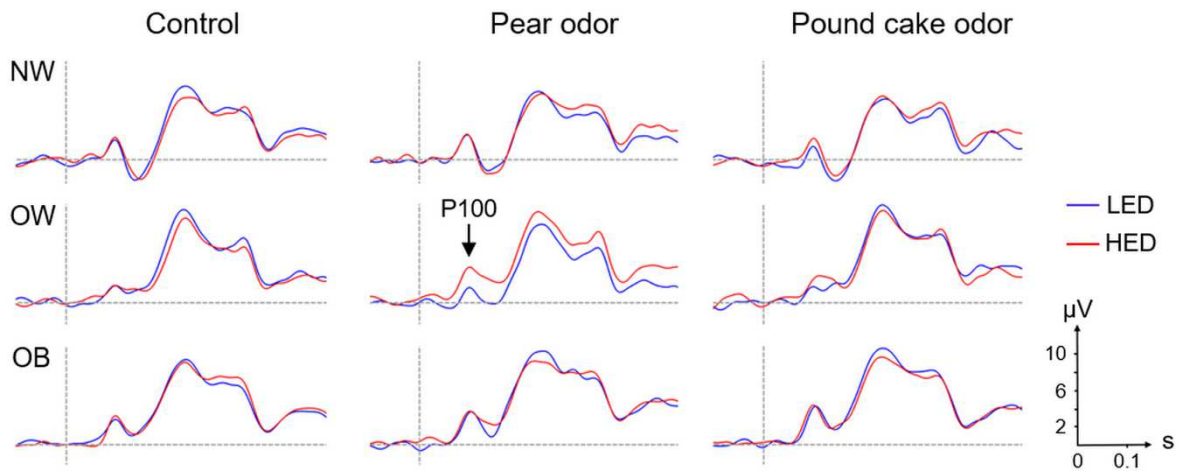 Control Pear odor Pound cake odor
NW
OW
P100
LED
HED
OB
µV
10
6
2
s
0 0.1